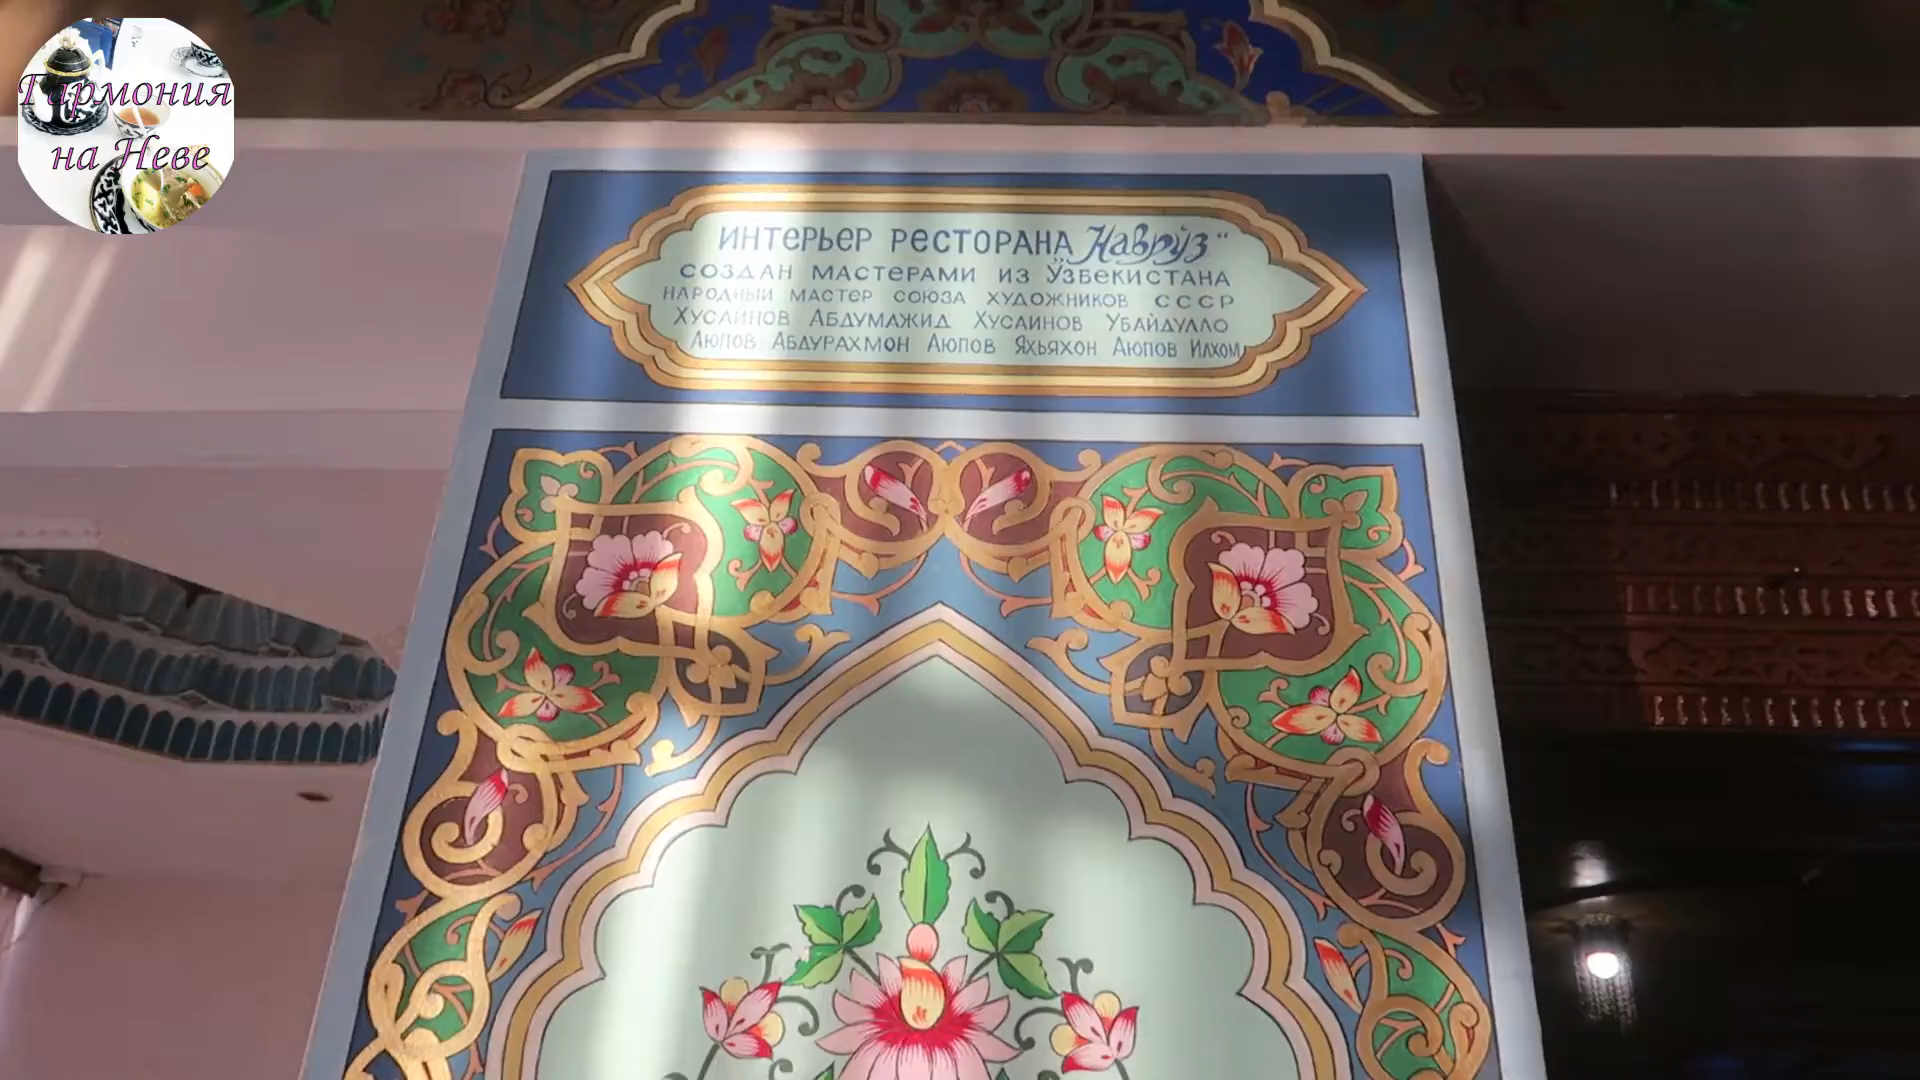 Гармония
на Неве
ИНТЕРЬЕР РЕСТОРАНА „Навруз“
СОЗДАН МАСТЕРАМИ ИЗ УЗБЕКИСТАНА
НАРОДНЫЙ МАСТЕР СОЮЗА ХУДОЖНИКОВ СССР
ХУСАИНОВ АБДУМАЖИД ХУСАИНОВ УБАЙДУЛЛО
АЮПОВ АБДУРАХМОН АЮПОВ ЯХЬЯХОН АЮПОВ ИЛХОМ